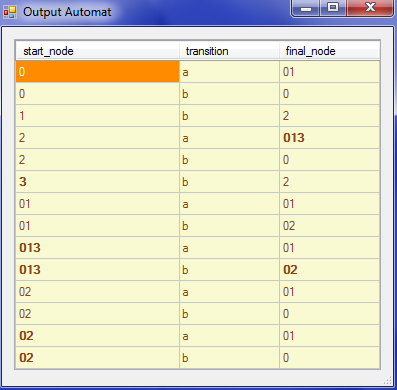 Output Automat
start_node transition final_node
0 a 01
0 b 0
1 b 2
2 a 013
2 b 0
3 b 2
01 a 01
01 b 02
013 a 01
013 b 02
02 a 01
02 b 0
02 a 01
02 b 0